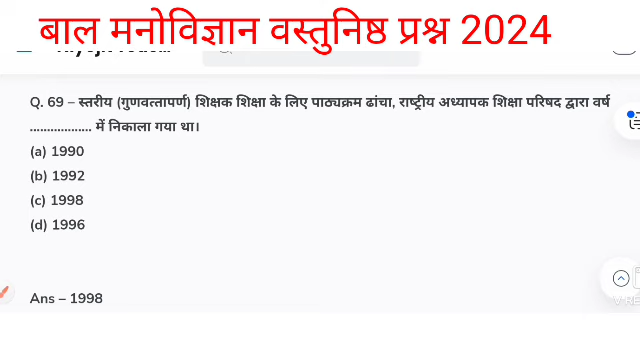 बाल मनोविज्ञान वस्तुनिष्ठ प्रश्न 2024
Q. 69 – स्तरीय (गुणवत्तापर्ण) शिक्षक शिक्षा के लिए पाठ्यक्रम ढांचा, राष्ट्रीय अध्यापक शिक्षा परिषद द्वारा वर्ष
.................. में निकाला गया था।
(a) 1990
(b) 1992
(c) 1998
(d) 1996
Ans – 1998